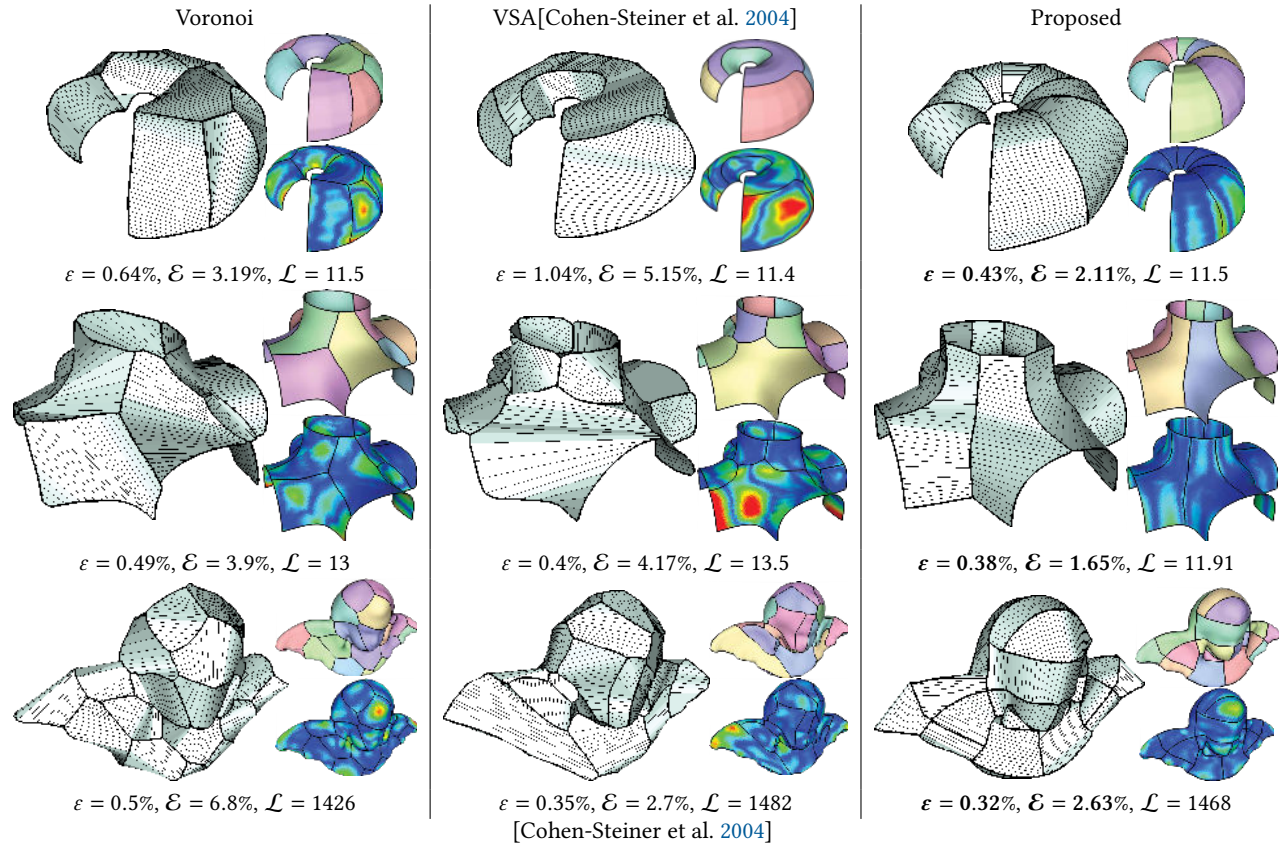 Voronoi
VSA[Cohen-Steiner et al. 2004]
Proposed
ε = 0.64%, ℰ = 3.19%, ℒ = 11.5
ε = 1.04%, ℰ = 5.15%, ℒ = 11.4
ε = 0.43%, ℰ = 2.11%, ℒ = 11.5
ε = 0.49%, ℰ = 3.9%, ℒ = 13
ε = 0.4%, ℰ = 4.17%, ℒ = 13.5
ε = 0.38%, ℰ = 1.65%, ℒ = 11.91
ε = 0.5%, ℰ = 6.8%, ℒ = 1426
ε = 0.35%, ℰ = 2.7%, ℒ = 1482
ε = 0.32%, ℰ = 2.63%, ℒ = 1468
[Cohen-Steiner et al. 2004]